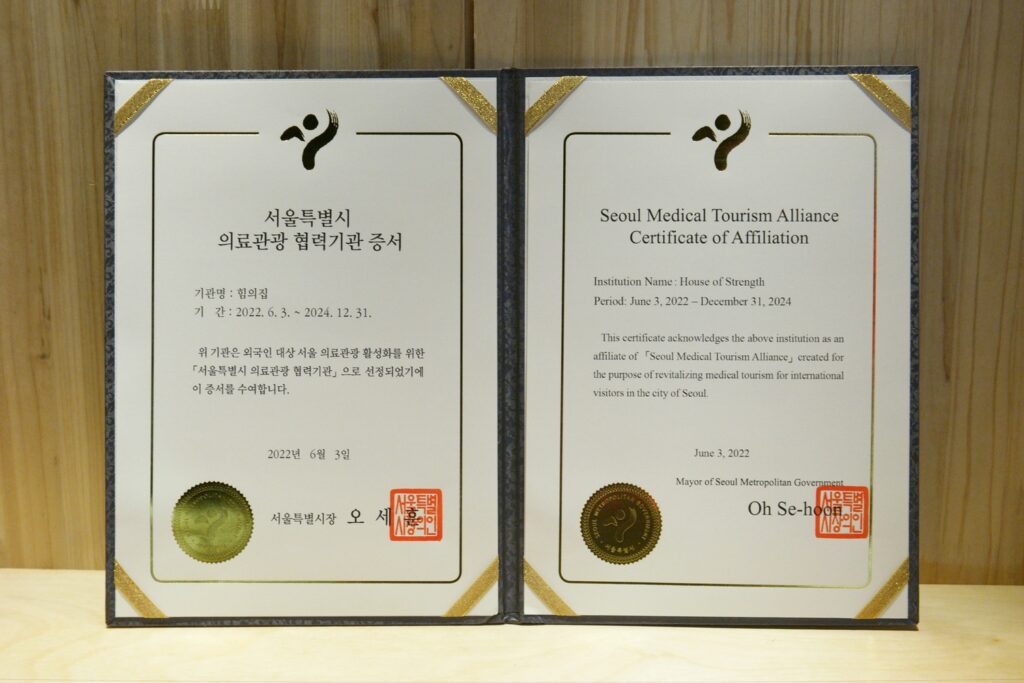 서울특별시
의료관광 협력기관 증서
기관명 : 힘의집
기 간 : 2022. 6. 3. ~ 2024. 12. 31.
위 기관은 외국인 대상 서울 의료관광 활성화를 위한
「서울특별시 의료관광 협력기관」 으로 선정되었기에
이 증서를 수여합니다.
2022년 6월 3일
서울특별시장 오 세 훈
서울특별
시장의인
Seoul Medical Tourism Alliance
Certificate of Affiliation
Institution Name : House of Strength
Period: June 3, 2022 – December 31, 2024
This certificate acknowledges the above institution as an
affiliate of 「Seoul Medical Tourism Alliance」 created for
the purpose of revitalizing medical tourism for international
visitors in the city of Seoul.
June 3, 2022
Mayor of Seoul Metropolitan Government
Oh Se-hoon
서울특별
시장의인
SEOUL METROPOLITAN GOVERNMENT
서울특별시